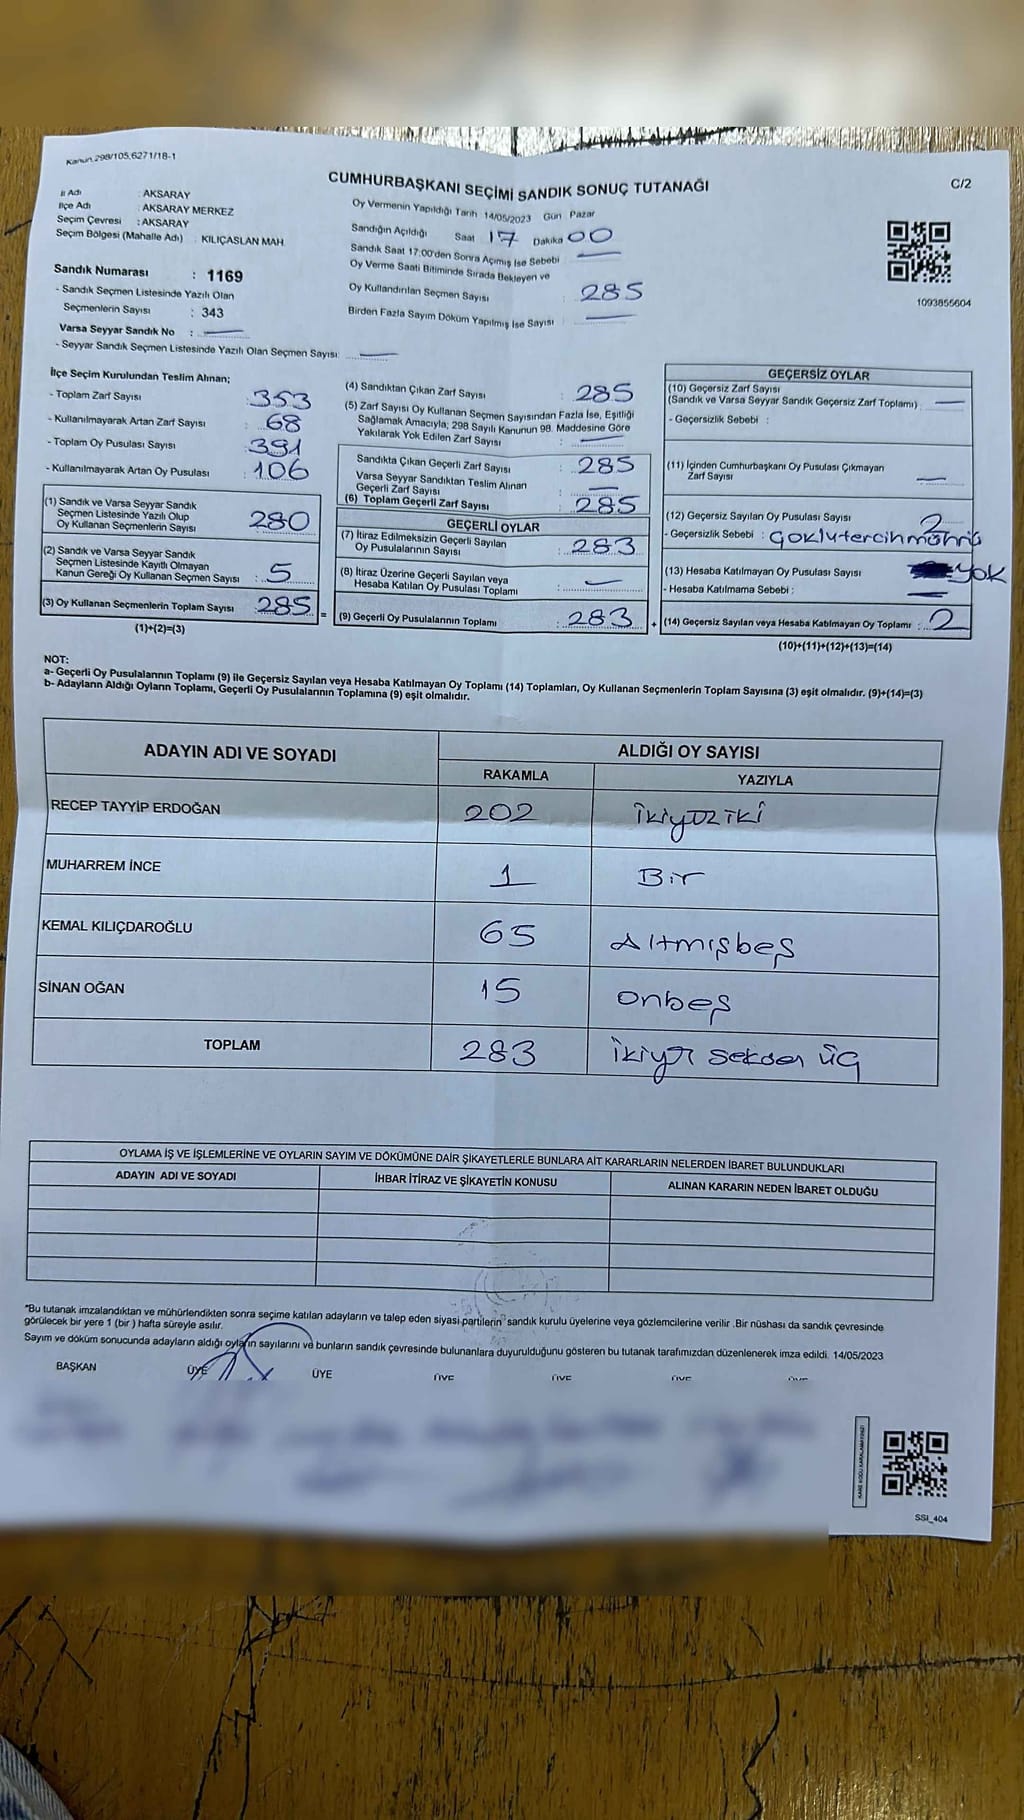 Kanun 298/105,6271/18-1
C/2
CUMHURBAŞKANI SEÇİMİ SANDIK SONUÇ TUTANAĞI
İl Adı : AKSARAY
İlçe Adı : AKSARAY MERKEZ
Seçim Çevresi : AKSARAY
Seçim Bölgesi (Mahalle Adı) : KILIÇASLAN MAH.
Sandık Numarası : 1169
- Sandık Seçmen Listesinde Yazılı Olan
Seçmenlerin Sayısı : 343
Varsa Seyyar Sandık No : —
- Seyyar Sandık Seçmen Listesinde Yazılı Olan Seçmen Sayısı: —
Oy Vermenin Yapıldığı Tarih 14/05/2023 Gün Pazar
Sandığın Açıldığı Saat 17 Dakika 00
Sandık Saat 17:00'den Sonra Açımış İse Sebebi —
Oy Verme Saati Bitiminde Sırada Bekleyen ve
Oy Kullandırılan Seçmen Sayısı : 285
Birden Fazla Sayım Döküm Yapılmış İse Sayısı : —
1093855604
İlçe Seçim Kurulundan Teslim Alınan;
- Toplam Zarf Sayısı : 353
- Kullanılmayarak Artan Zarf Sayısı : 68
- Toplam Oy Pusulası Sayısı : 391
- Kullanılmayarak Artan Oy Pusulası : 106
(1) Sandık ve Varsa Seyyar Sandık
Seçmen Listesinde Yazılı Olup
Oy Kullanan Seçmenlerin Sayısı : 280
(2) Sandık ve Varsa Seyyar Sandık
Seçmen Listesinde Kayıtlı Olmayan
Kanun Gereği Oy Kullanan Seçmen Sayısı : 5
(3) Oy Kullanan Seçmenlerin Toplam Sayısı : 285 =
(1)+(2)=(3)
(4) Sandıktan Çıkan Zarf Sayısı : 285
(5) Zarf Sayısı Oy Kullanan Seçmen Sayısından Fazla İse, Eşitliği
Sağlamak Amacıyla; 298 Sayılı Kanunun 98. Maddesine Göre
Yakılarak Yok Edilen Zarf Sayısı : —
Sandıkta Çıkan Geçerli Zarf Sayısı : 285
Varsa Seyyar Sandıktan Teslim Alınan
Geçerli Zarf Sayısı : —
(6) Toplam Geçerli Zarf Sayısı : 285
GEÇERLİ OYLAR
(7) İtiraz Edilmeksizin Geçerli Sayılan
Oy Pusulalarının Sayısı : 283
(8) İtiraz Üzerine Geçerli Sayılan veya
Hesaba Katılan Oy Pusulası Toplamı : —
(9) Geçerli Oy Pusulalarının Toplamı : 283 +
GEÇERSİZ OYLAR
(10) Geçersiz Zarf Sayısı
(Sandık ve Varsa Seyyar Sandık Geçersiz Zarf Toplamı) : —
- Geçersizlik Sebebi :
(11) İçinden Cumhurbaşkanı Oy Pusulası Çıkmayan
Zarf Sayısı : —
(12) Geçersiz Sayılan Oy Pusulası Sayısı : 2
- Geçersizlik Sebebi : çoklutercihmührü
(13) Hesaba Katılmayan Oy Pusulası Sayısı yok
- Hesaba Katılmama Sebebi : —
(14) Geçersiz Sayılan veya Hesaba Katılmayan Oy Toplamı : 2
(10)+(11)+(12)+(13)=(14)
NOT:
a- Geçerli Oy Pusulasının Toplamı (9) ile Geçersiz Sayılan veya Hesaba Katılmayan Oy Toplamı (14) Toplamları, Oy Kullanan Seçmenlerin Toplam Sayısına (3) eşit olmalıdır. (9)+(14)=(3)
b- Adayların Aldığı Oyların Toplamı, Geçerli Oy Pusulalarının Toplamına (9) eşit olmalıdır.
ADAYIN ADI VE SOYADI ALDIĞI OY SAYISI
RAKAMLA YAZIYLA
RECEP TAYYİP ERDOĞAN 202 ikiyüziki
MUHARREM İNCE 1 Bir
KEMAL KILIÇDAROĞLU 65 Altmışbeş
SİNAN OĞAN 15 onbeş
TOPLAM 283 seksen üç
OYLAMA İŞ VE İŞLEMLERİNE VE OYLARIN SAYIM VE DÖKÜMÜNE DAİR ŞİKAYETLERLE BUNLARA AİT KARARLARIN NELERDEN İBARET BULUNDUKLARI
ADAYIN ADI VE SOYADI İHBAR İTİRAZ VE ŞİKAYETİN KONUSU ALINAN KARARIN NEDEN İBARET OLDUĞU
*Bu tutanak imzalandıktan ve mühürlendikten sonra seçime katılan adayların ve talep eden siyasi partilerin sandık kurulu üyelerine veya gözlemcilerine verilir .Bir nüshası da sandık çevresinde
görülecek bir yere 1 (bir ) hafta süreyle asılır.
Sayım ve döküm sonucunda adayların aldığı oyların sayılarını ve bunların sandık çevresinde bulunanlara duyurulduğunu gösteren bu tutanak tarafımızdan düzenlenerek imza edildi. 14/05/2023
BAŞKAN ÜYE ÜYE ÜYE ÜYE ÜYE ÜYE
KARE KODU KARALAMAYINIZ!
SSI_404